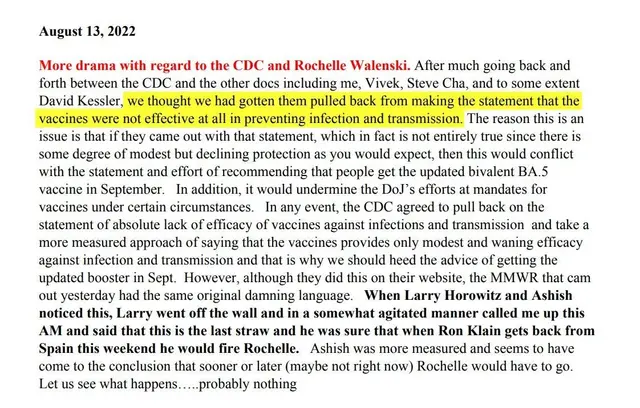 August 13, 2022
More drama with regard to the CDC and Rochelle Walenski. After much going back and
forth between the CDC and the other docs including me, Vivek, Steve Cha, and to some extent
David Kessler, we thought we had gotten them pulled back from making the statement that the
vaccines were not effective at all in preventing infection and transmission. The reason this is an
issue is that if they came out with that statement, which in fact is not entirely true since there is
some degree of modest but declining protection as you would expect, then this would conflict
with the statement and effort of recommending that people get the updated bivalent BA.5
vaccine in September. In addition, it would undermine the DoJ's efforts at mandates for
vaccines under certain circumstances. In any event, the CDC agreed to pull back on the
statement of absolute lack of efficacy of vaccines against infections and transmission and take a
more measured approach of saying that the vaccines provides only modest and waning efficacy
against infection and transmission and that is why we should heed the advice of getting the
updated booster in Sept. However, although they did this on their website, the MMWR that cam
out yesterday had the same original damning language. When Larry Horowitz and Ashish
noticed this, Larry went off the wall and in a somewhat agitated manner called me up this
AM and said that this is the last straw and he was sure that when Ron Klain gets back from
Spain this weekend he would fire Rochelle. Ashish was more measured and seems to have
come to the conclusion that sooner or later (maybe not right now) Rochelle would have to go.
Let us see what happens…..probably nothing